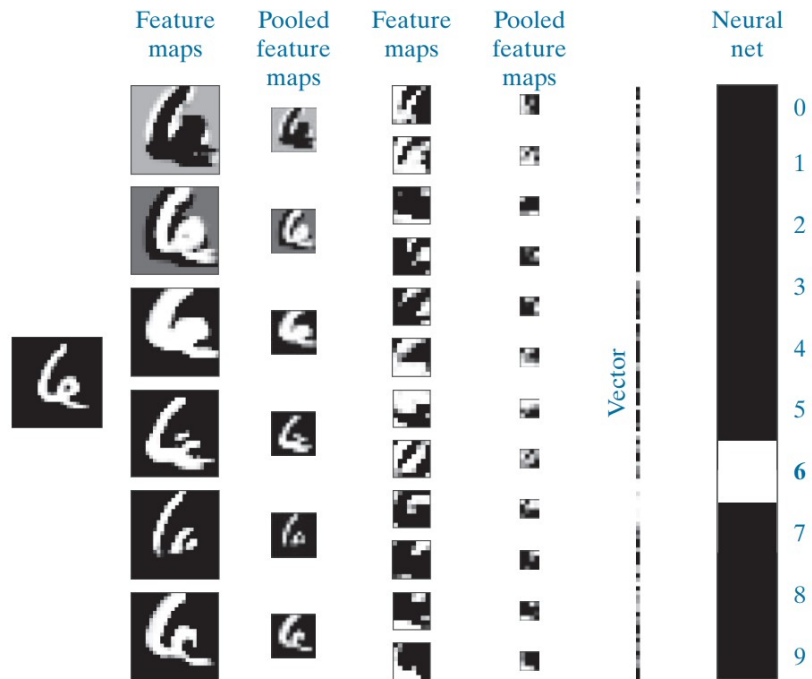 Feature
maps
Pooled
feature
maps
Feature
maps
Pooled
feature
maps
Neural
net
Vector
0
1
2
3
4
5
6
7
8
9